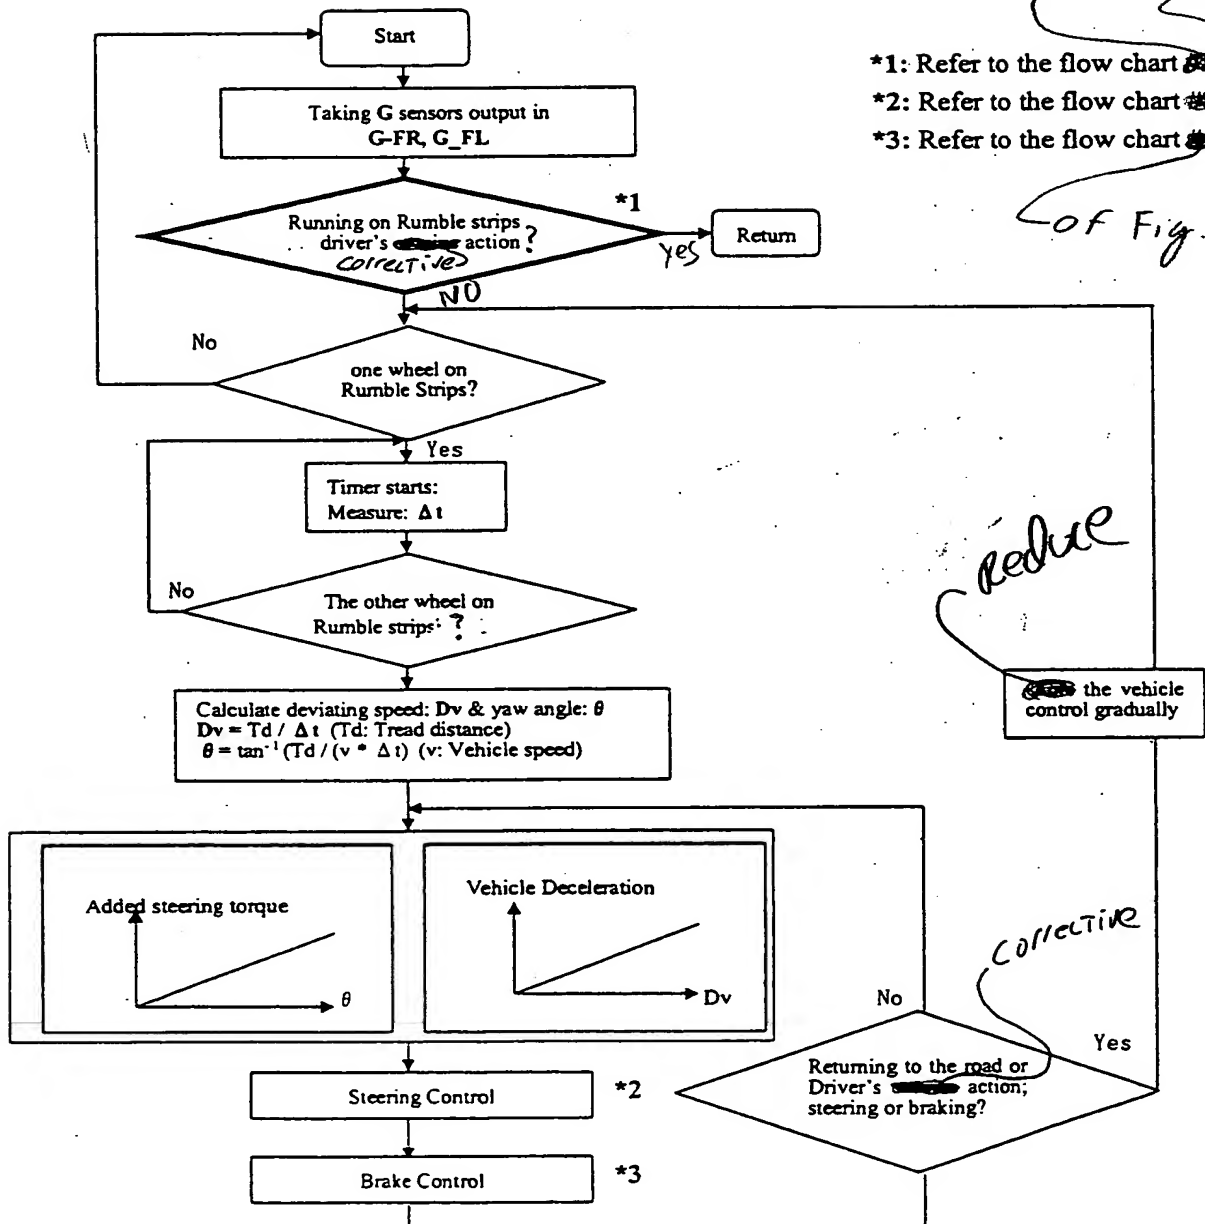 Start
*1: Refer to the flow chart
*2: Refer to the flow chart
*3: Refer to the flow chart
of Fig.
Taking G sensors output in
G-FR, G_FL
*1
Running on Rumble strips
driver's action?
corrective
yes
Return
NO
No
one wheel on
Rumble Strips?
Yes
Timer starts:
Measure: Δt
No
The other wheel on
Rumble strips: ?
Reduce
the vehicle
control gradually
Calculate deviating speed: Dv & yaw angle: θ
Dv = Td / Δt (Td: Tread distance)
θ = tan⁻¹ (Td / (v * Δt) (v: Vehicle speed)
Added steering torque
θ
Vehicle Deceleration
Dv
corrective
No
Yes
Returning to the road or
Driver's action;
steering or braking?
Steering Control
*2
Brake Control
*3